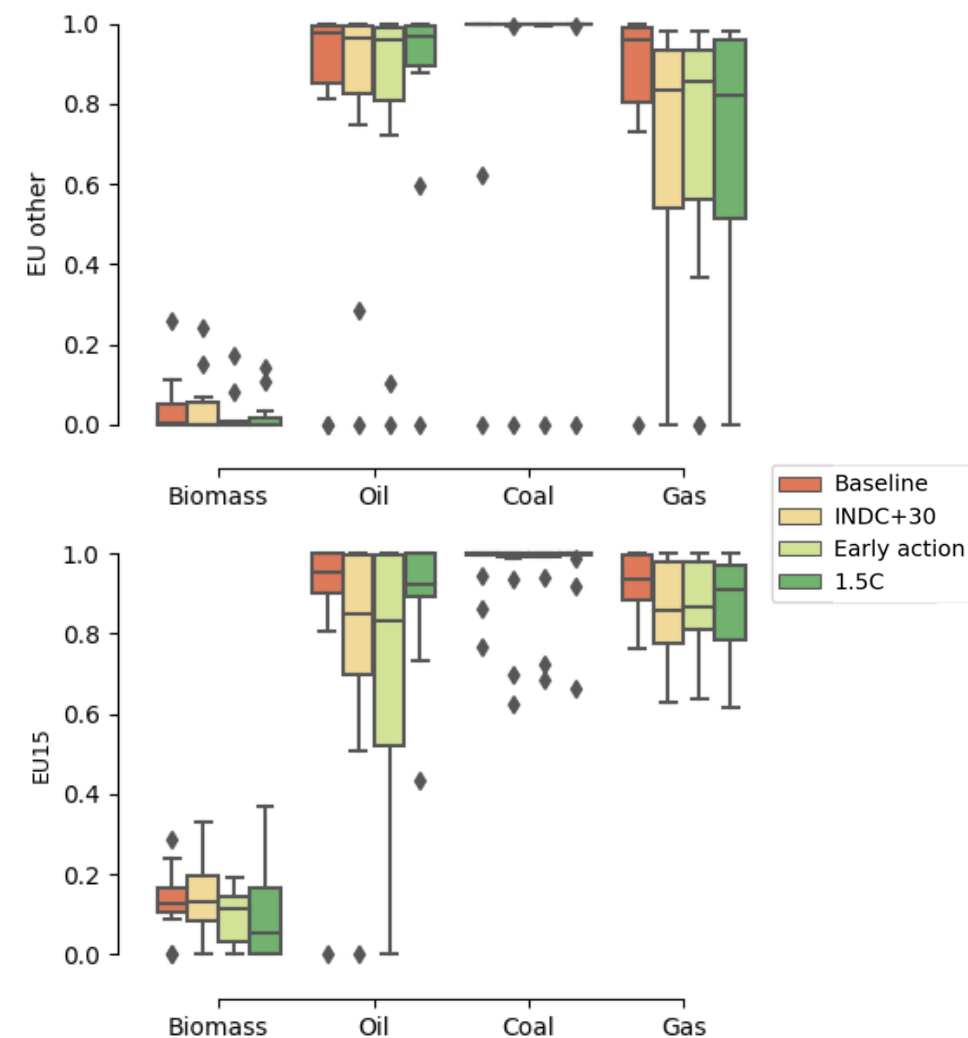 1.0
0.8
0.6
0.4
0.2
0.0
EU other
Biomass Oil Coal Gas
Baseline
INDC+30
Early action
1.5C
1.0
0.8
0.6
0.4
0.2
0.0
EU15
Biomass Oil Coal Gas